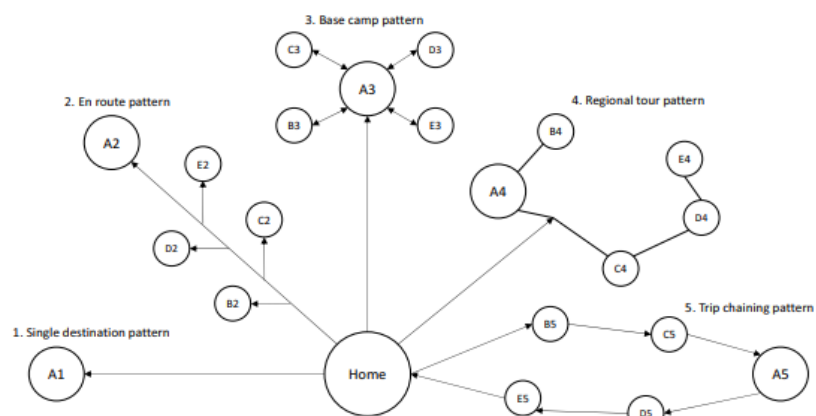 3. Base camp pattern
C3
D3
A3
B3
E3
2. En route pattern
A2
E2
C2
D2
B2
4. Regional tour pattern
B4
E4
A4
D4
C4
1. Single destination pattern
A1
Home
5. Trip chaining pattern
B5
C5
A5
E5
D5